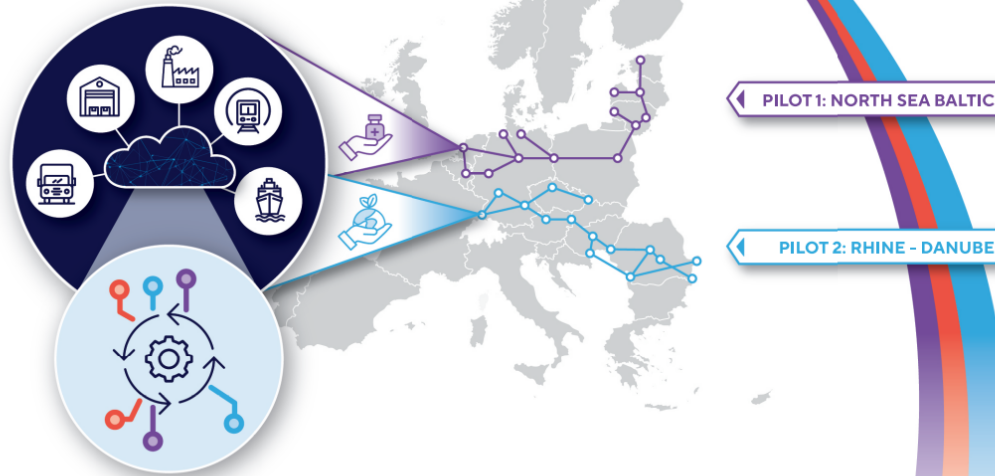 PILOT 1: NORTH SEA BALTIC
PILOT 2: RHINE - DANUBE